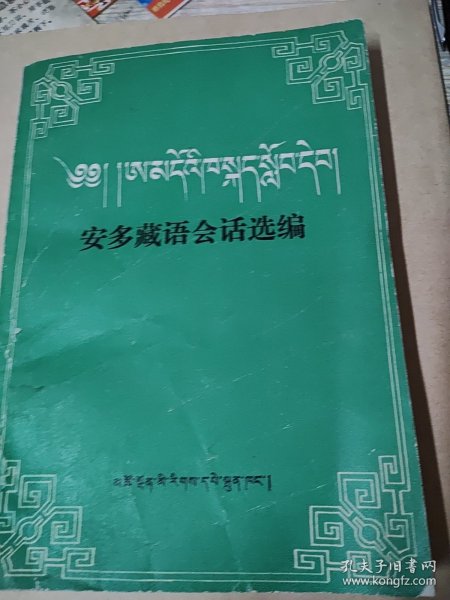 ༄༅། །ཨ་མདོའི་ཁ་སྐད་སློབ་དེབ།
安多藏语会话选编
མཚོ་སྔོན་མི་རིགས་དཔེ་སྐྲུན་ཁང་།
孔夫子旧书网
www.kongfz.com